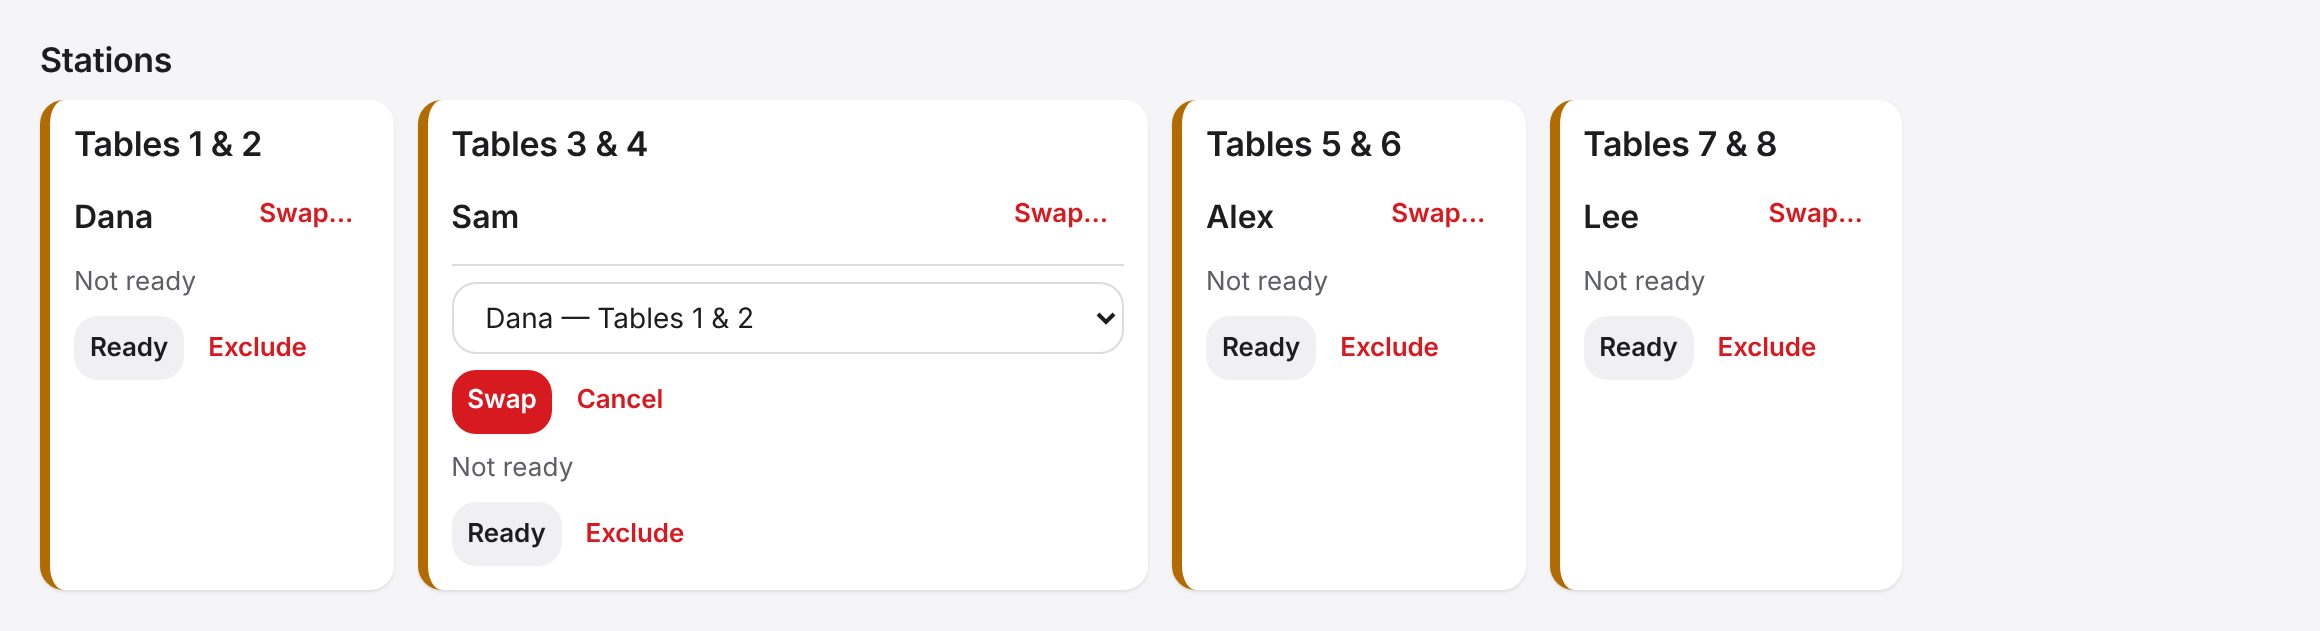 Stations
Tables 1 & 2
Dana Swap...
Not ready
Ready Exclude
Tables 3 & 4
Sam Swap...
Dana — Tables 1 & 2
Swap Cancel
Not ready
Ready Exclude
Tables 5 & 6
Alex Swap...
Not ready
Ready Exclude
Tables 7 & 8
Lee Swap...
Not ready
Ready Exclude